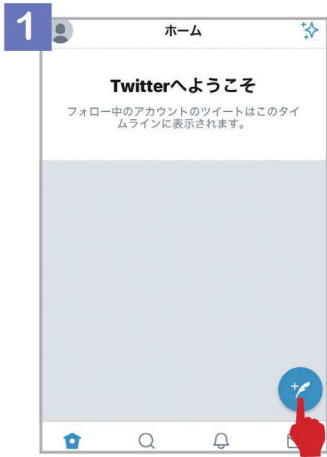 1
ホーム
Twitterへようこそ
フォロー中のアカウントのツイートはこのタイ
ムラインに表示されます。